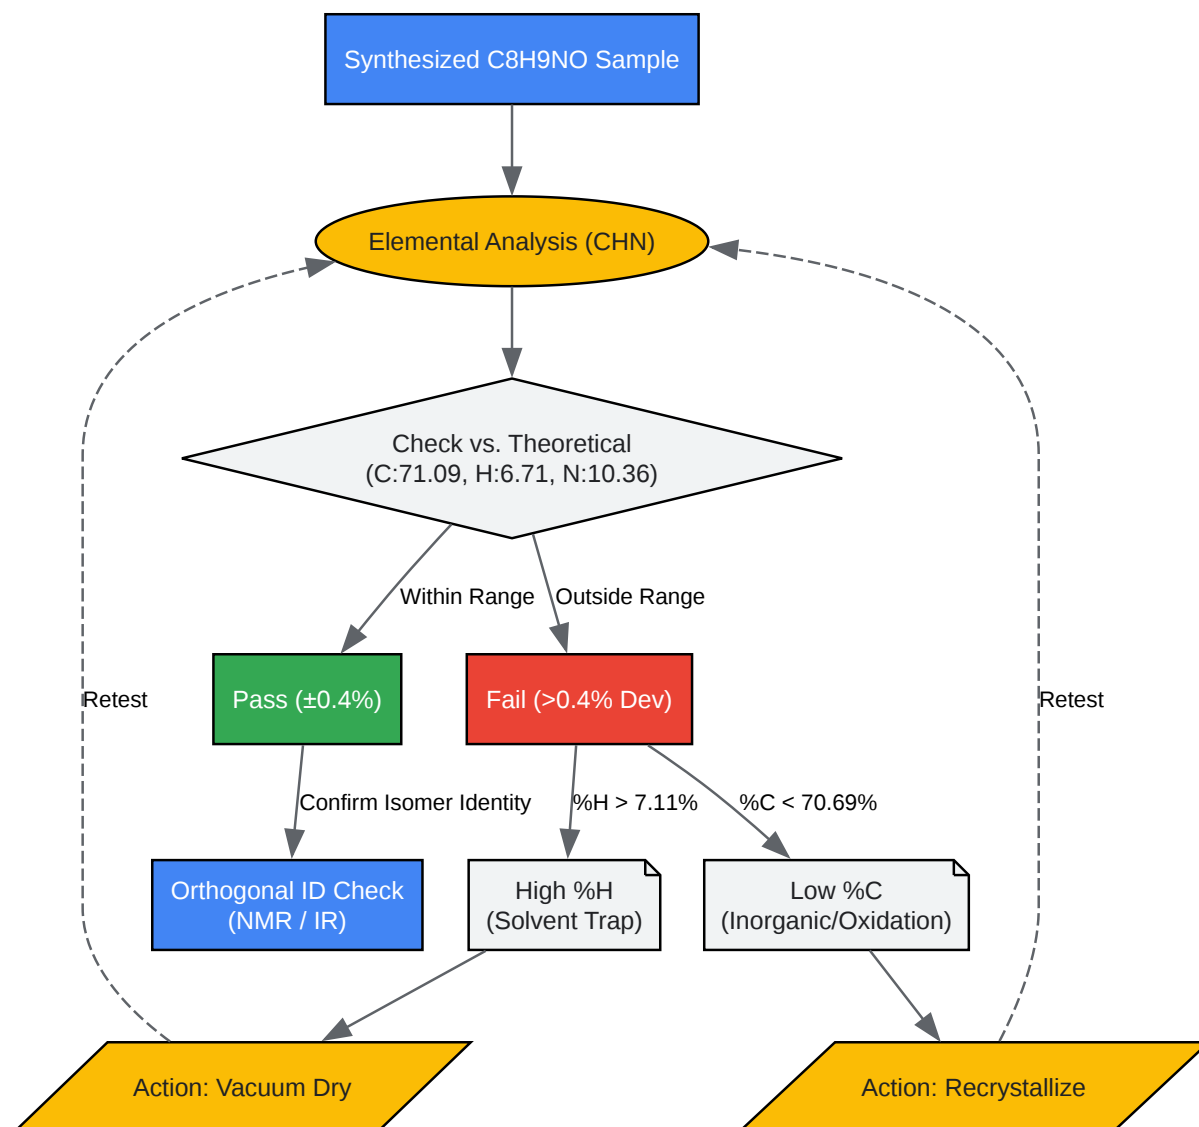 Synthesized C8H9NO Sample
Elemental Analysis (CHN)
Check vs. Theoretical
(C:71.09, H:6.71, N:10.36)
Within Range
Outside Range
Retest
Pass (±0.4%)
Fail (>0.4% Dev)
Retest
Confirm Isomer Identity
%H > 7.11%
%C < 70.69%
Orthogonal ID Check
(NMR / IR)
High %H
(Solvent Trap)
Low %C
(Inorganic/Oxidation)
Action: Vacuum Dry
Action: Recrystallize